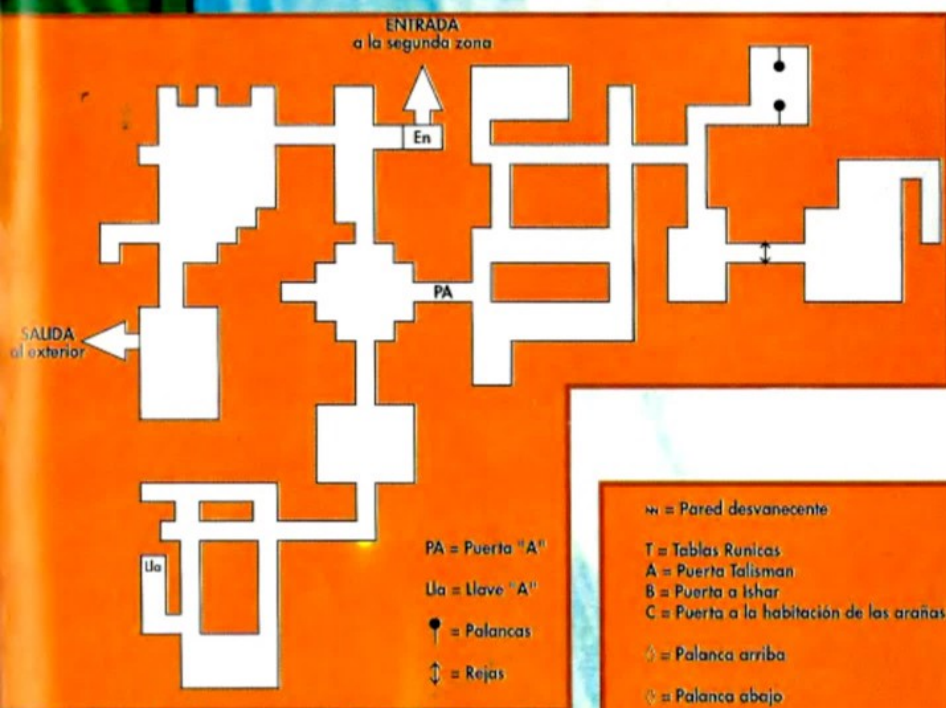 ENTRADA
a la segunda zona
En
PA
SALIDA
al exterior
Lla
PA = Puerta "A"
Lla = Llave "A"
= Palancas
= Rejas
= Pared desvanecente
T = Tablas Runicas
A = Puerta Talisman
B = Puerta a Ishar
C = Puerta a la habitación de las arañas
= Palanca arriba
= Palanca abajo